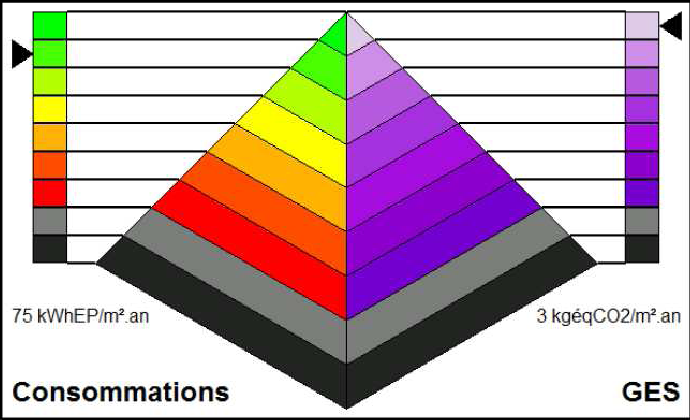 75 kWhEP/m².an
3 kgéqCO2/m².an
Consommations
GES